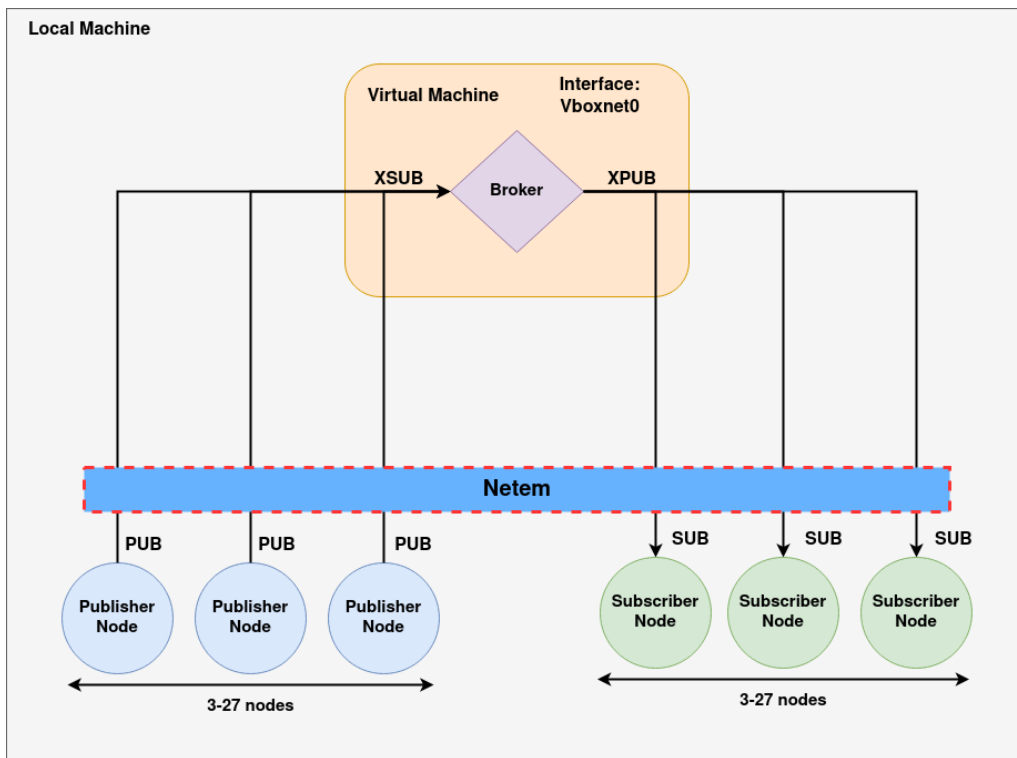 Local Machine
Virtual Machine
Interface:
Vboxnet0
XSUB
Broker
XPUB
Netem
PUB
PUB
PUB
SUB
SUB
SUB
Publisher
Node
Publisher
Node
Publisher
Node
Subscriber
Node
Subscriber
Node
Subscriber
Node
3-27 nodes
3-27 nodes